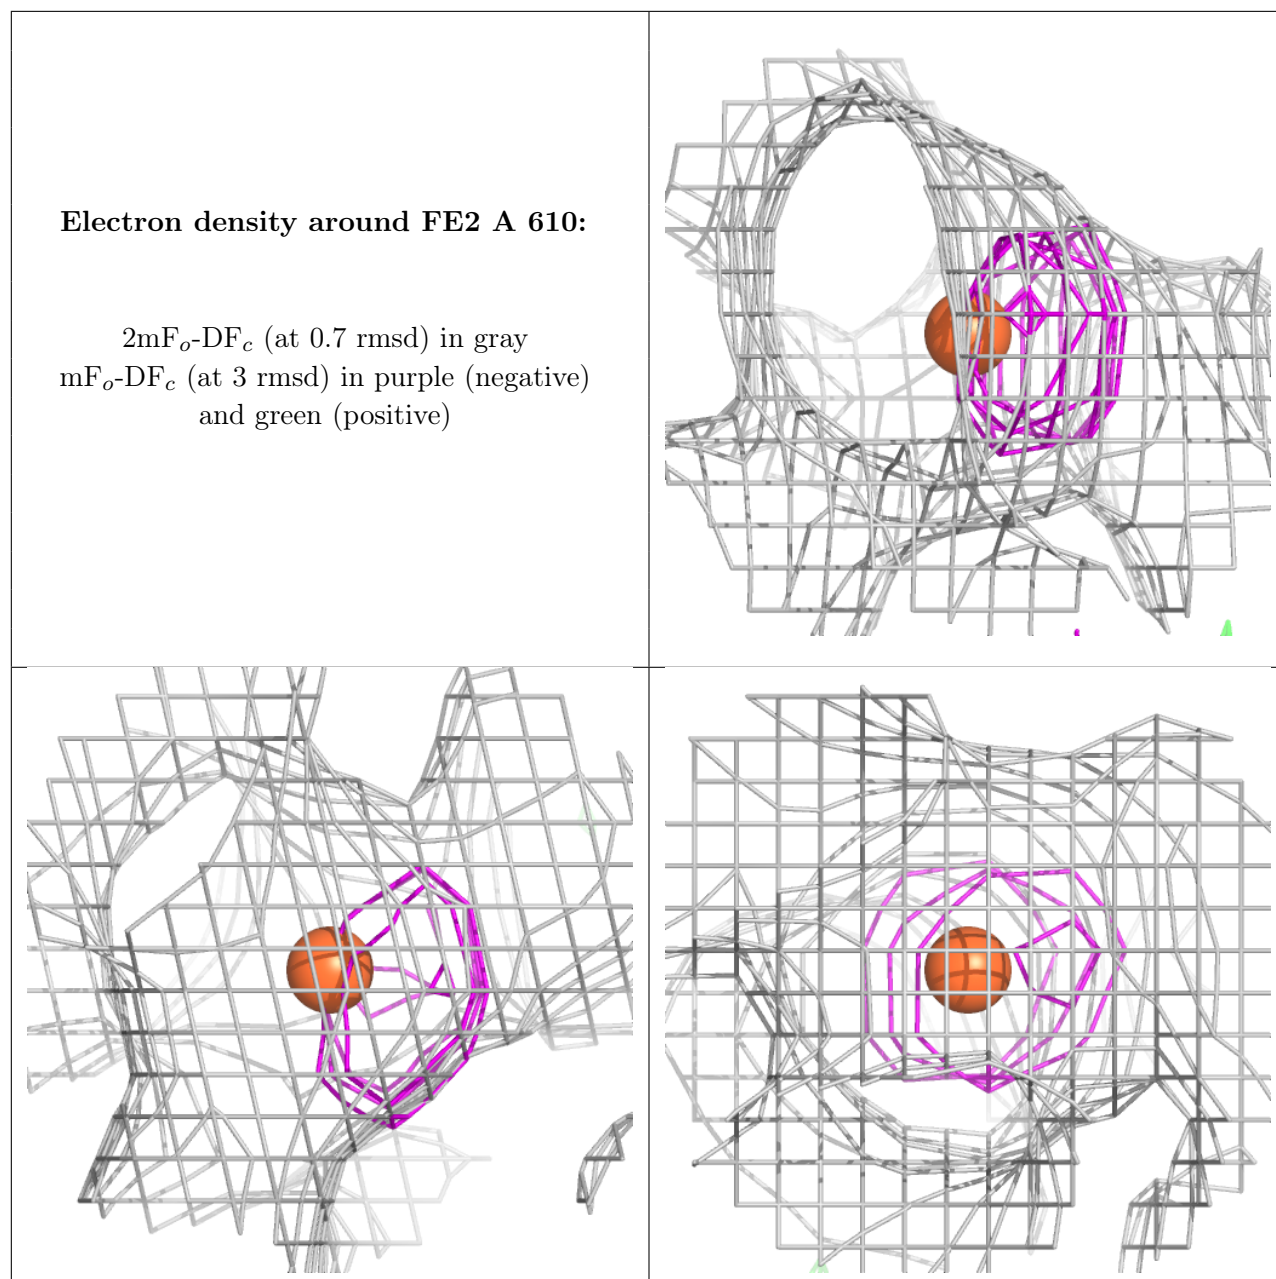 Electron density around FE2 A 610:
2mFo-DFc (at 0.7 rmsd) in gray
mFo-DFc (at 3 rmsd) in purple (negative)
and green (positive)